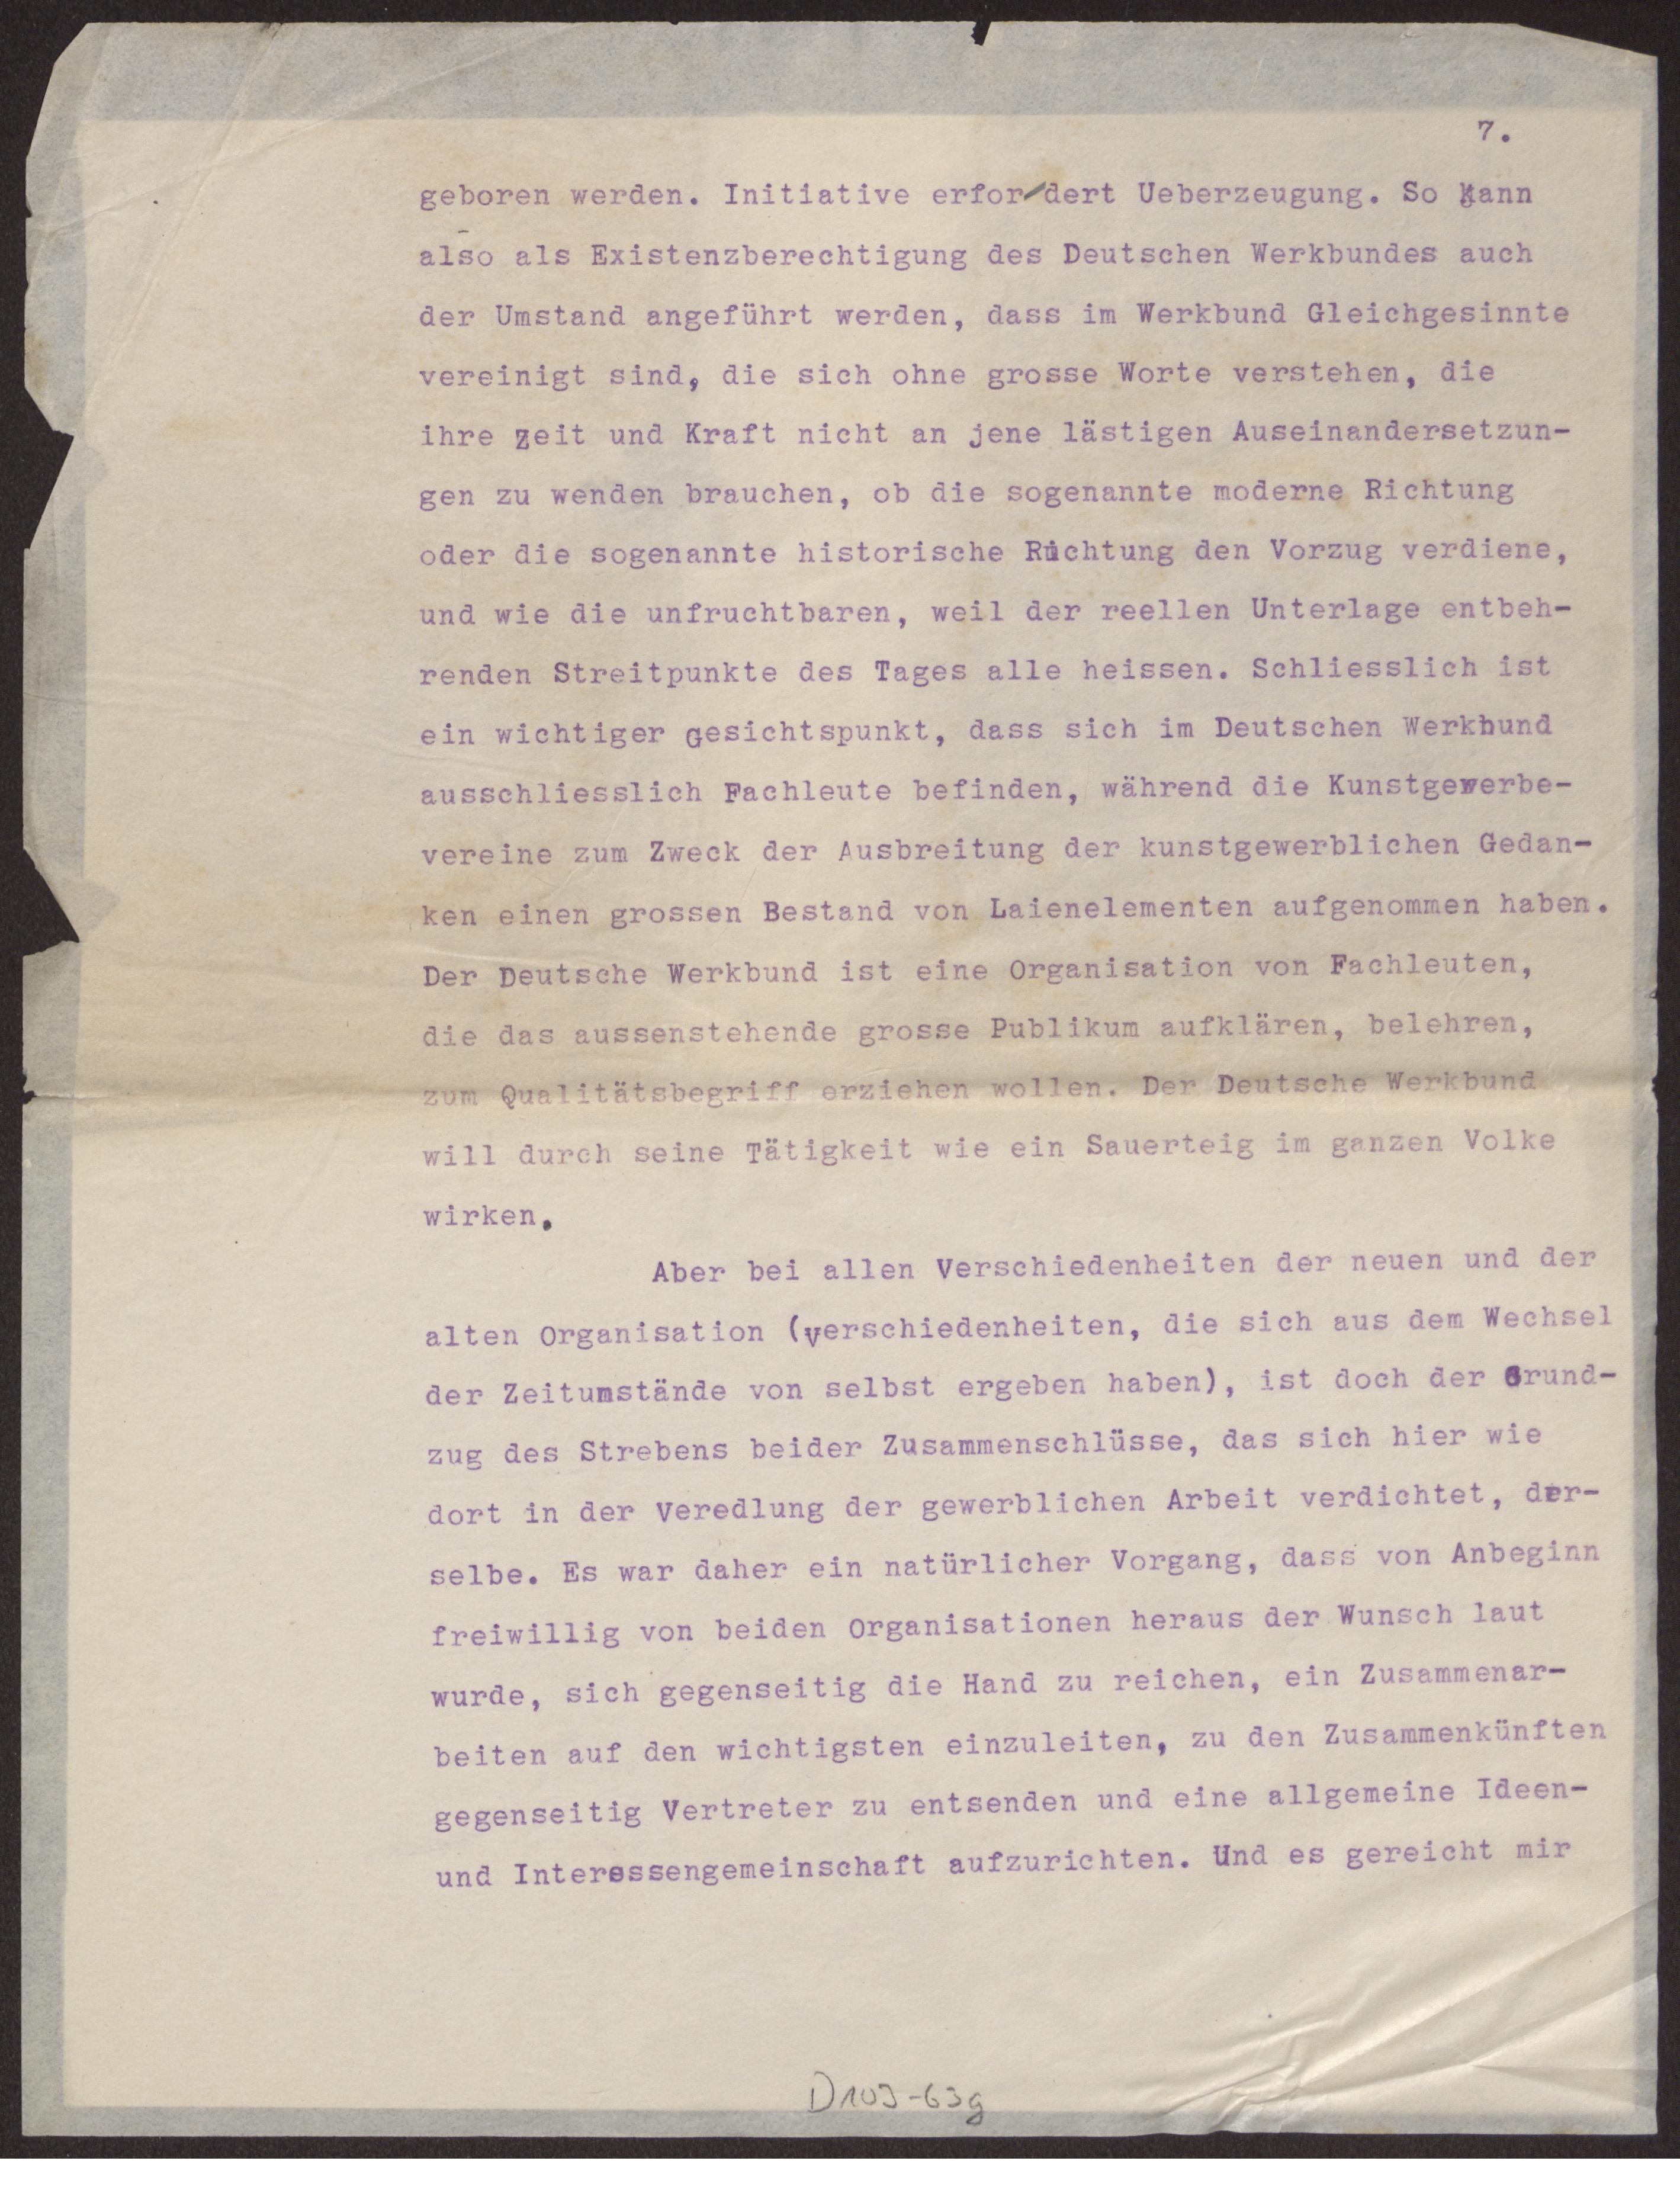 7.
geboren werden. Initiative erfordert Ueberzeugung. So kann
also als Existenzberechtigung des Deutschen Werkbundes auch
der Umstand angeführt werden, dass im Werkbund Gleichgesinnte
vereinigt sind, die sich ohne grosse Worte verstehen, die
ihre Zeit und Kraft nicht an jene lästigen Auseinandersetzun-
gen zu wenden brauchen, ob die sogenannte moderne Richtung
oder die sogenannte historische Richtung den Vorzug verdiene,
und wie die unfruchtbaren, weil der reellen Unterlage entbeh-
renden Streitpunkte des Tages alle heissen. Schliesslich ist
ein wichtiger Gesichtspunkt, dass sich im Deutschen Werkbund
ausschliesslich Fachleute befinden, während die Kunstgewerbe-
vereine zum Zweck der Ausbreitung der kunstgewerblichen Gedan-
ken einen grossen Bestand von Laienelementen aufgenommen haben.
Der Deutsche Werkbund ist eine Organisation von Fachleuten,
die das aussenstehende grosse Publikum aufklären, belehren,
zum Qualitätsbegriff erziehen wollen. Der Deutsche Werkbund
will durch seine Tätigkeit wie ein Sauerteig im ganzen Volke
wirken.
Aber bei allen Verschiedenheiten der neuen und der
alten Organisation (Verschiedenheiten, die sich aus dem Wechsel
der Zeitumstände von selbst ergeben haben), ist doch der Grund-
zug des Strebens beider Zusammenschlüsse, das sich hier wie
dort in der Veredlung der gewerblichen Arbeit verdichtet, der-
selbe. Es war daher ein natürlicher Vorgang, dass von Anbeginn
freiwillig von beiden Organisationen heraus der Wunsch laut
wurde, sich gegenseitig die Hand zu reichen, ein Zusammenar-
beiten auf den wichtigsten einzuleiten, zu den Zusammenkünften
gegenseitig Vertreter zu entsenden und eine allgemeine Ideen-
und Interessengemeinschaft aufzurichten. Und es gereicht mir
D103-63g